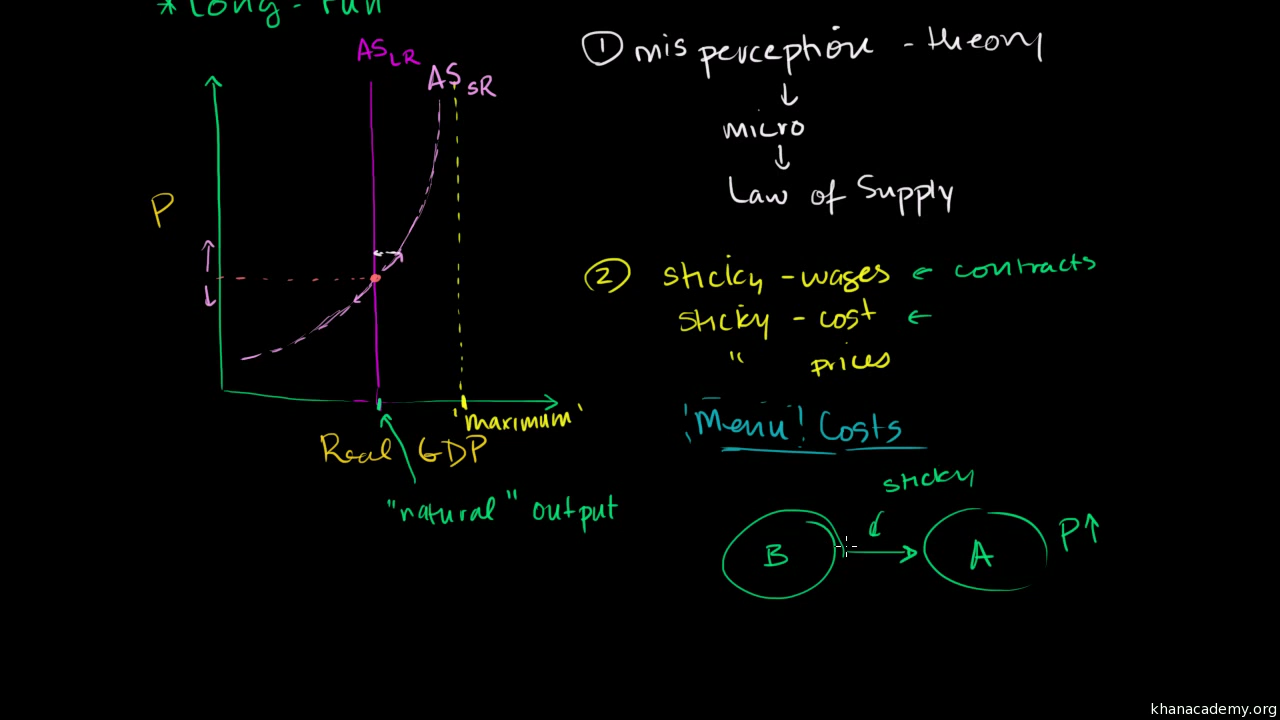 * Long-run
AS LR
AS SR
P
"maximum"
Real GDP
"natural" output
① misperception - theory
↓
micro
↓
Law of Supply
② sticky - wages ← contracts
sticky - cost ←
" prices
"Menu" Costs
sticky
B → A P↑
khanacademy.org